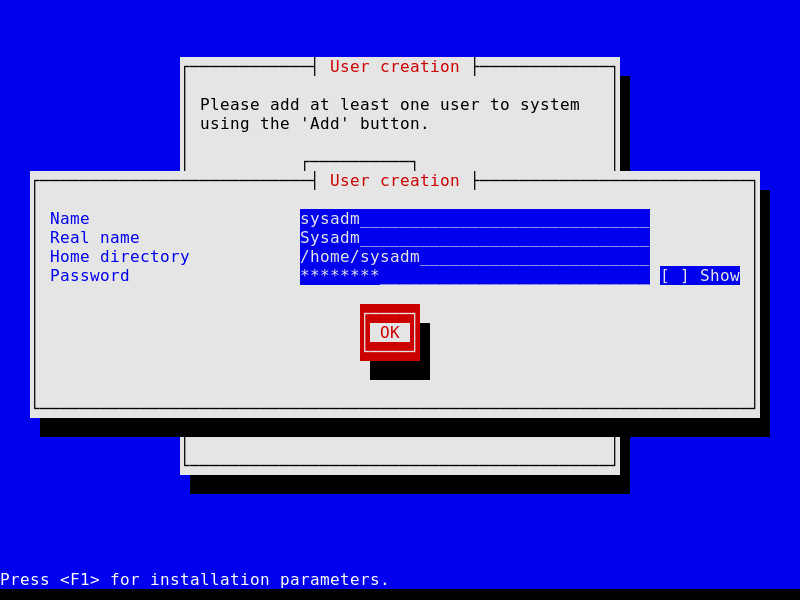 User creation
Please add at least one user to system
using the 'Add' button.
User creation
Name sysadm
Real name Sysadm
Home directory /home/sysadm
Password ******** [ ] Show
OK
Press <F1> for installation parameters.